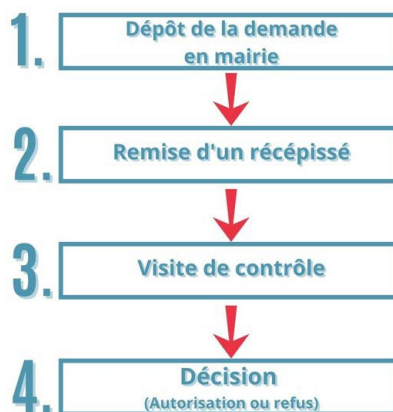 1. Dépôt de la demande
en mairie
2. Remise d'un récépissé
3. Visite de contrôle
4. Décision
(Autorisation ou refus)